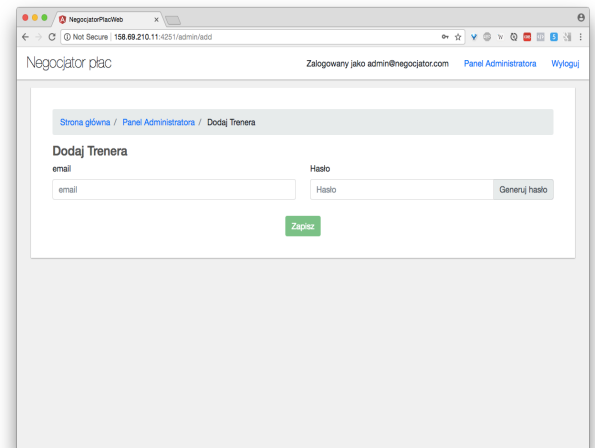 NegocjatorPlacWeb
Not Secure | 158.69.210.11:4251/admin/add
Negocjator płac
Zalogowany jako admin@negocjator.com Panel Administratora Wyloguj
Strona główna / Panel Administratora / Dodaj Trenera
Dodaj Trenera
email Hasło
email Hasło Generuj hasło
Zapisz